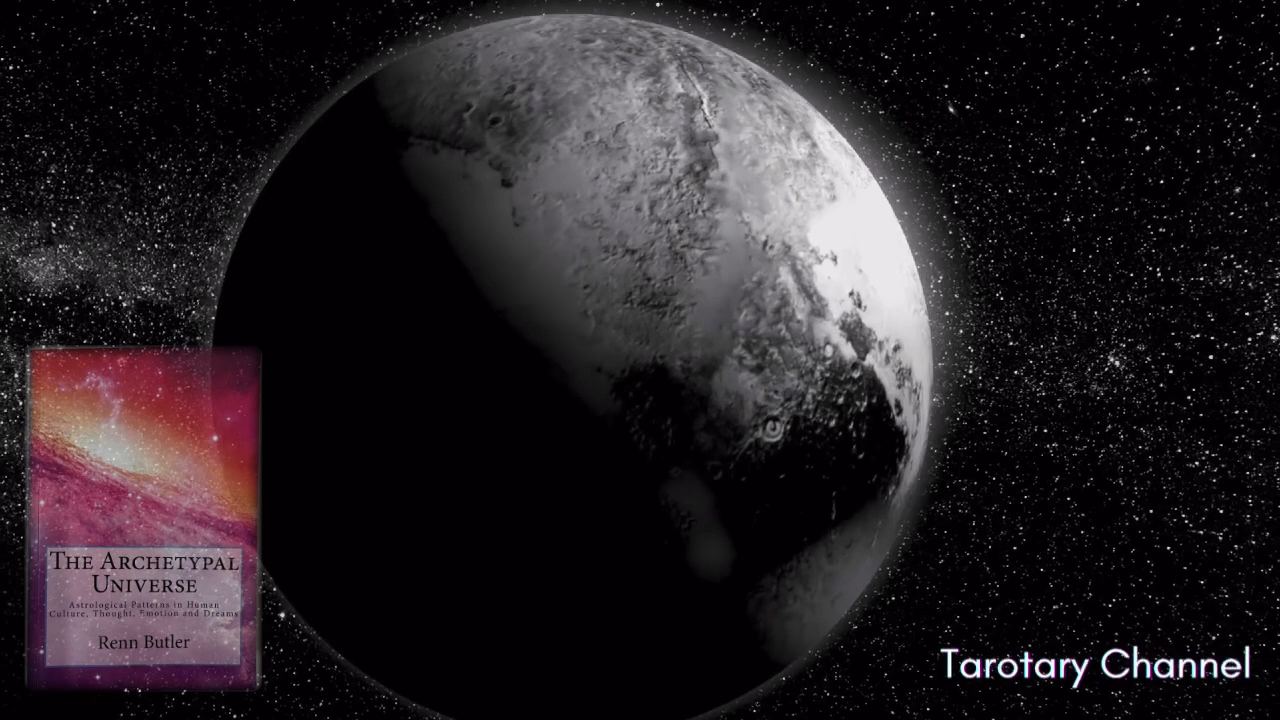 THE ARCHETYPAL
UNIVERSE
Astrological Patterns in Human
Culture, Thought, Emotion and Dreams
Renn Butler
Tarotary Channel